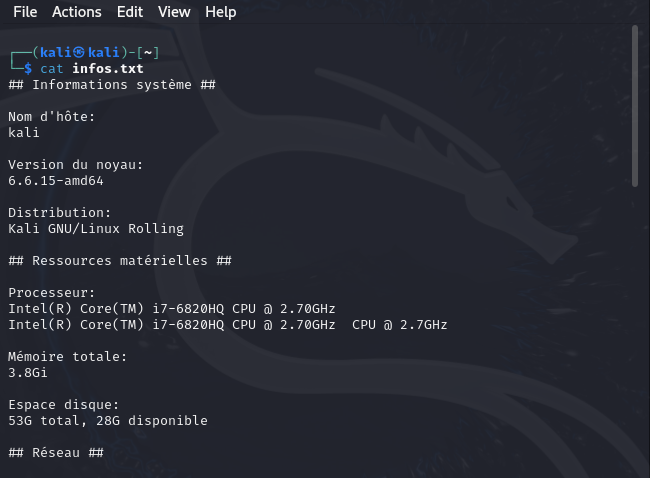 File Actions Edit View Help
┌──(kali㉿kali)-[~]
└─$ cat infos.txt
## Informations système ##
Nom d'hôte:
kali
Version du noyau:
6.6.15-amd64
Distribution:
Kali GNU/Linux Rolling
## Ressources matérielles ##
Processeur:
Intel(R) Core(TM) i7-6820HQ CPU @ 2.70GHz
Intel(R) Core(TM) i7-6820HQ CPU @ 2.70GHz  CPU @ 2.7GHz
Mémoire totale:
3.8Gi
Espace disque:
53G total, 28G disponible
## Réseau ##